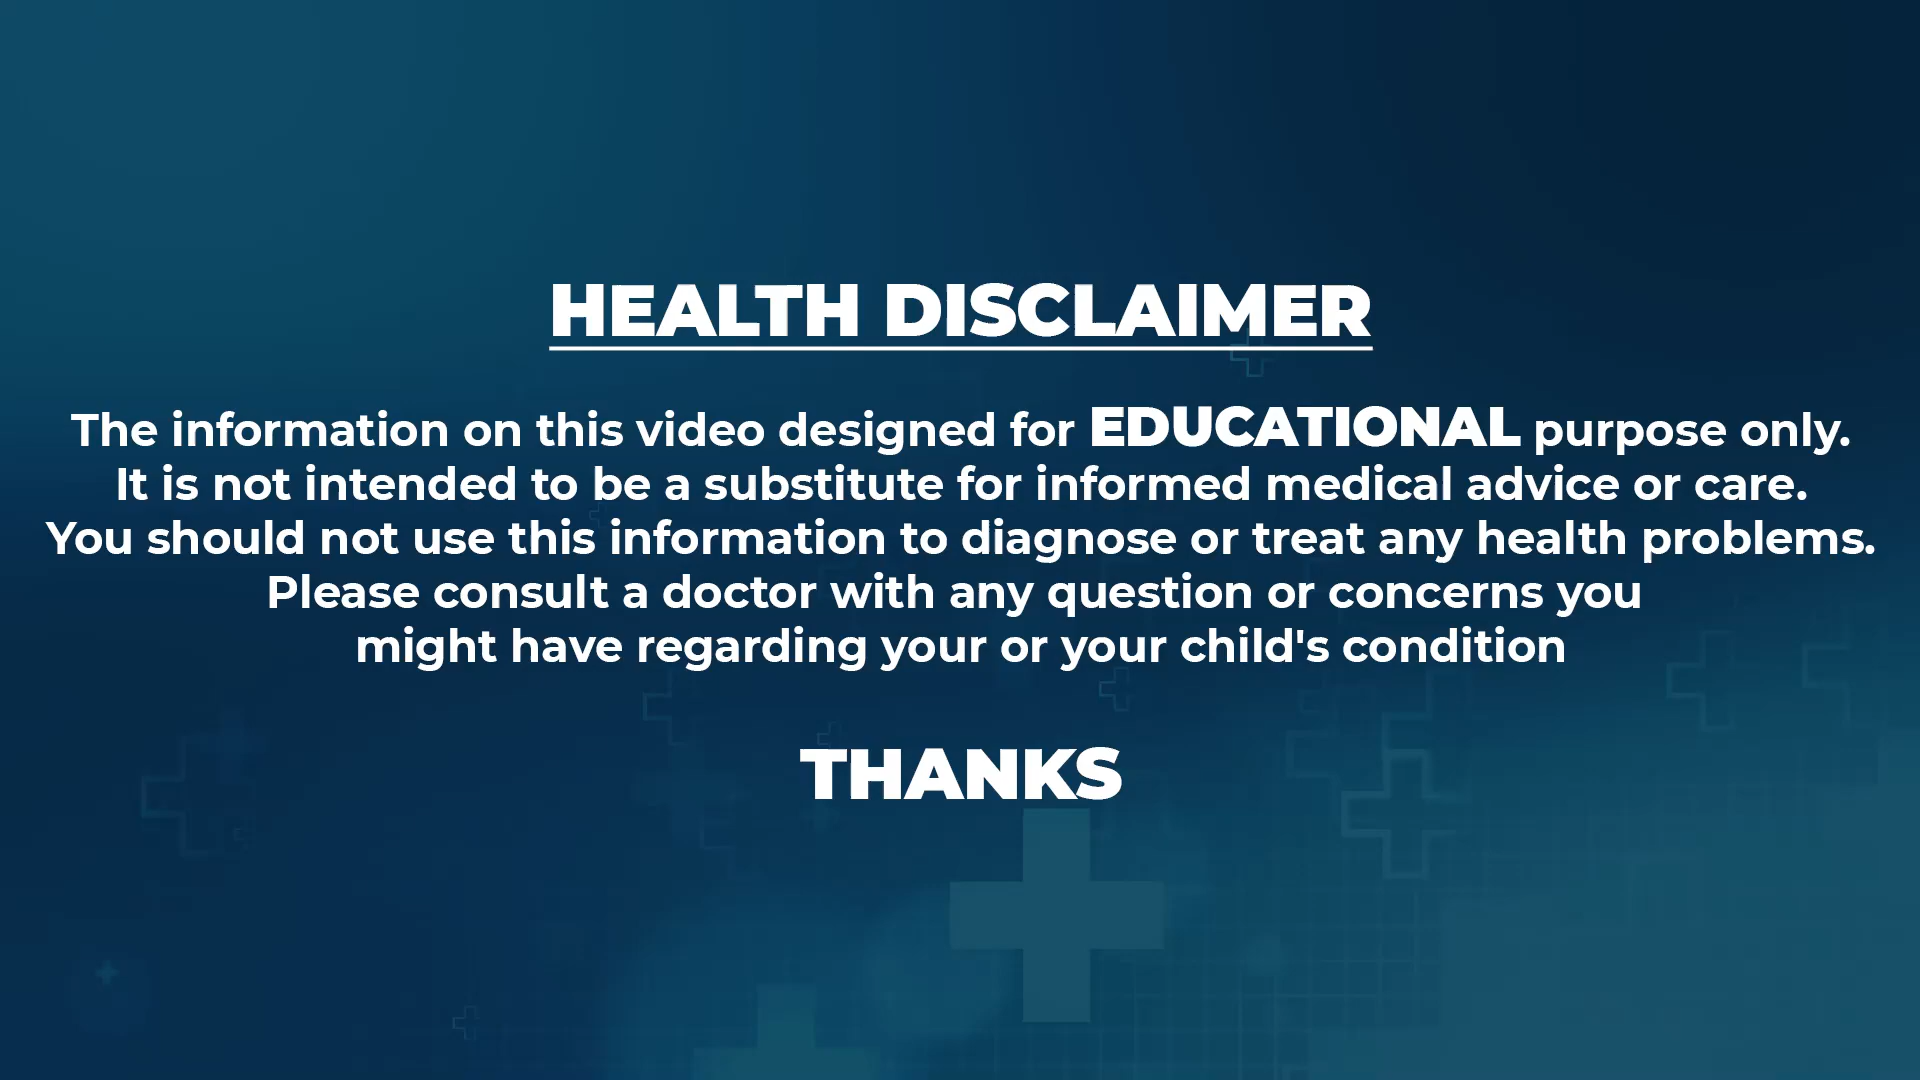 HEALTH DISCLAIMER
The information on this video designed for EDUCATIONAL purpose only.
It is not intended to be a substitute for informed medical advice or care.
You should not use this information to diagnose or treat any health problems.
Please consult a doctor with any question or concerns you
might have regarding your or your child's condition
THANKS